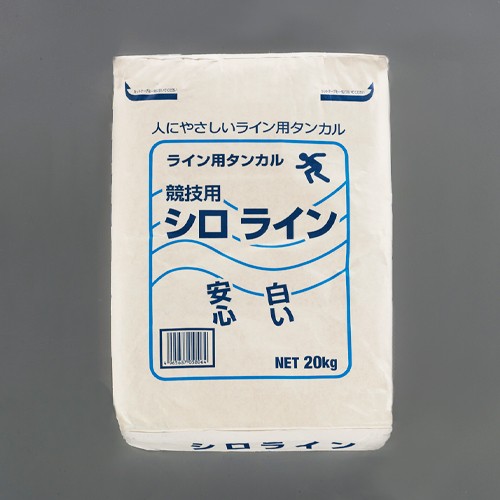 人にやさしいライン用タンカル
ライン用タンカル
競技用
シロ ライン
安心
白い
NET 20kg
シロライン